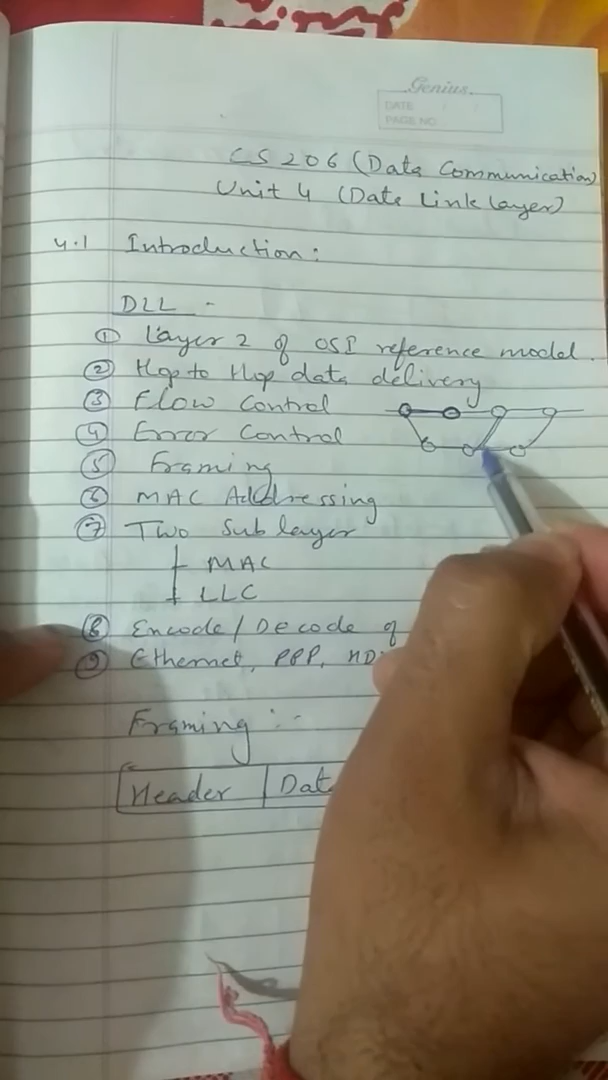 Genius
DATE / /
PAGE NO
CS 206 (Data Communication)
Unit 4 (Data Link Layer)
4.1 Introduction :
DLL -
① Layer 2 of OSI reference model.
② Hop to Hop data delivery
③ Flow Control
④ Error Control
⑤ Framing
⑥ MAC Addressing
⑦ Two Sub layer
MAC
LLC
⑧ Encode/Decode of
⑨ Ethernet, PPP,
Framing :-
Header | Data